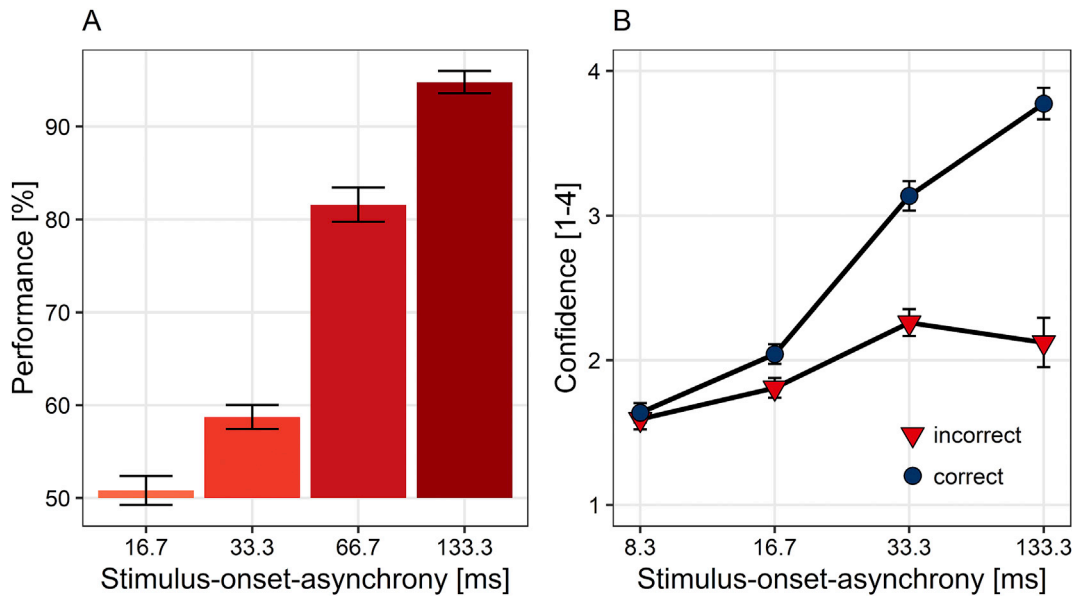 A
Performance [%]
90
80
70
60
50
16.7 33.3 66.7 133.3
Stimulus-onset-asynchrony [ms]
B
Confidence [1-4]
4
3
2
1
incorrect
correct
8.3 16.7 33.3 133.3
Stimulus-onset-asynchrony [ms]